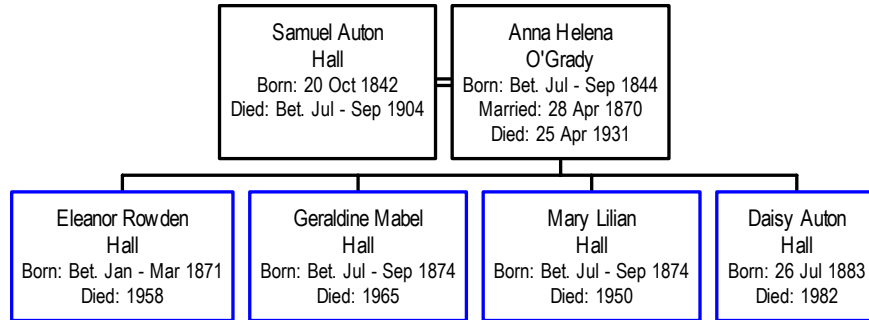 Samuel Auton
Hall
Born: 20 Oct 1842
Died: Bet. Jul - Sep 1904
Anna Helena
O'Grady
Born: Bet. Jul - Sep 1844
Married: 28 Apr 1870
Died: 25 Apr 1931
Eleanor Rowden
Hall
Born: Bet. Jan - Mar 1871
Died: 1958
Geraldine Mabel
Hall
Born: Bet. Jul - Sep 1874
Died: 1965
Mary Lilian
Hall
Born: Bet. Jul - Sep 1874
Died: 1950
Daisy Auton
Hall
Born: 26 Jul 1883
Died: 1982